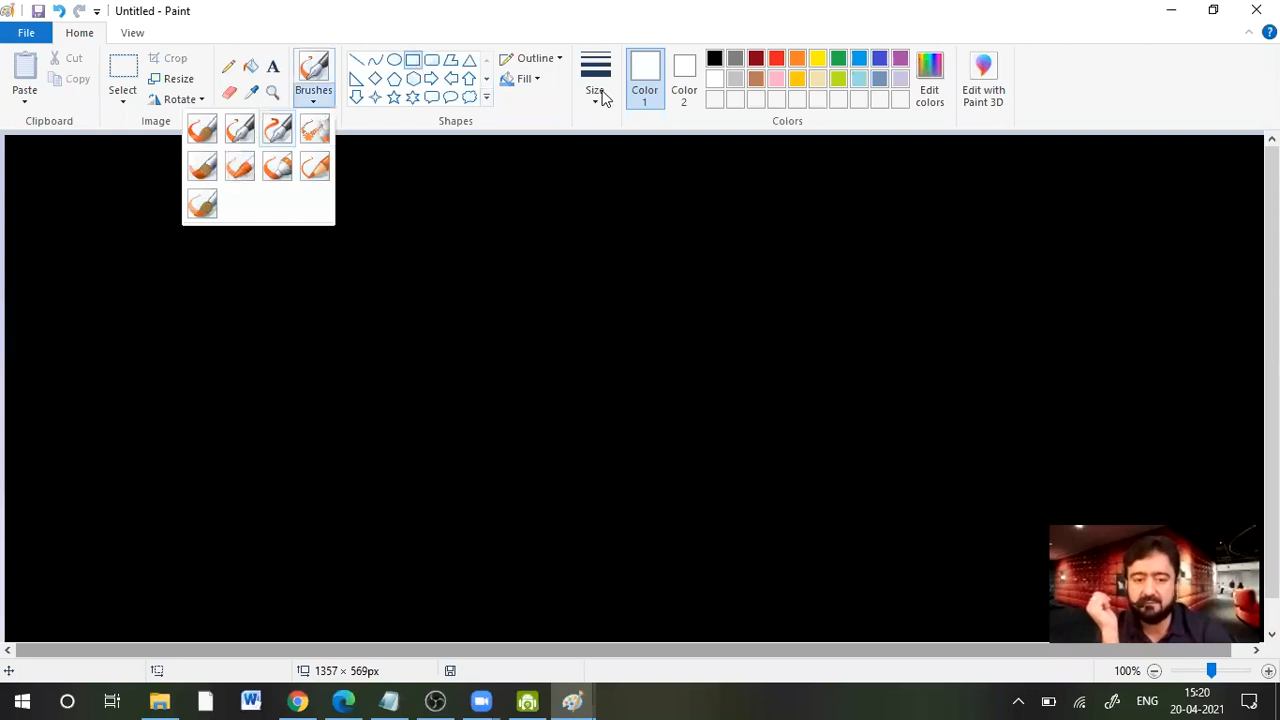 Untitled - Paint
File
Home
View
Paste
Cut
Copy
Clipboard
Select
Crop
Resize
Rotate
Image
Brushes
Shapes
Outline
Fill
Size
Color
1
Color
2
Edit
colors
Colors
Edit with
Paint 3D
1357 × 569px
100%
ENG
15:20
20-04-2021